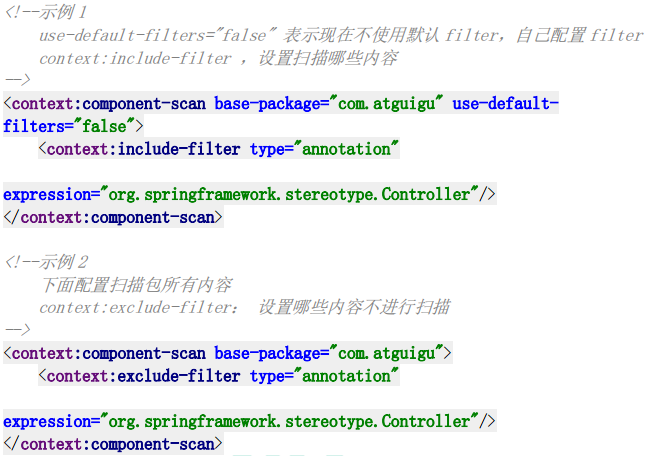 <!--示例 1
use-default-filters="false" 表示现在不使用默认 filter，自己配置 filter
context:include-filter ，设置扫描哪些内容
-->
<context:component-scan base-package="com.atguigu" use-default-
filters="false">
<context:include-filter type="annotation"
expression="org.springframework.stereotype.Controller"/>
</context:component-scan>
<!--示例 2
下面配置扫描包所有内容
context:exclude-filter： 设置哪些内容不进行扫描
-->
<context:component-scan base-package="com.atguigu">
<context:exclude-filter type="annotation"
expression="org.springframework.stereotype.Controller"/>
</context:component-scan>